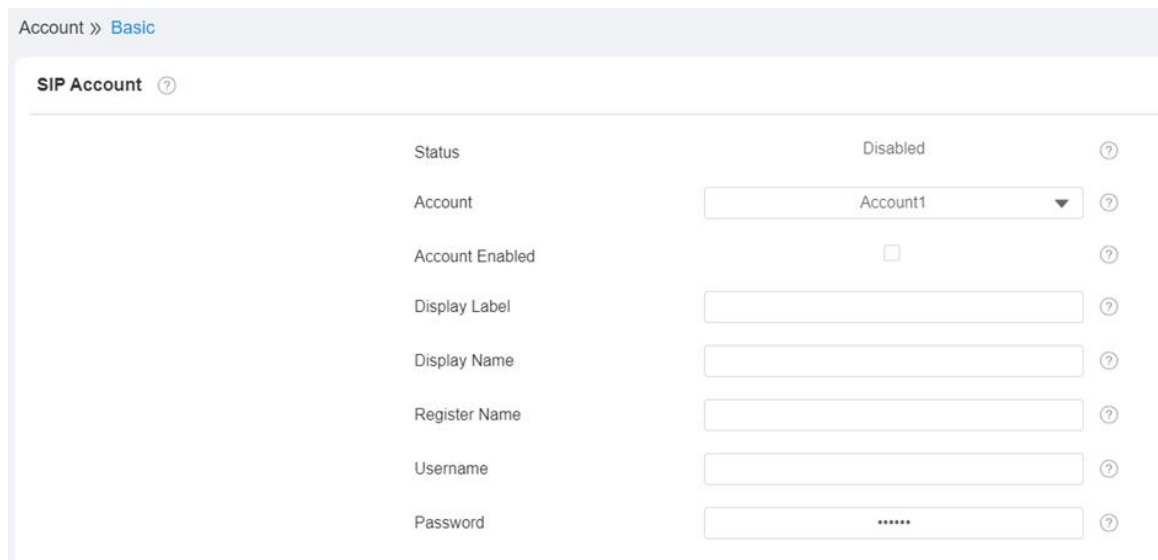 Account » Basic
SIP Account ?
Status Disabled ?
Account Account1 ?
Account Enabled ?
Display Label ?
Display Name ?
Register Name ?
Username ?
Password •••••• ?